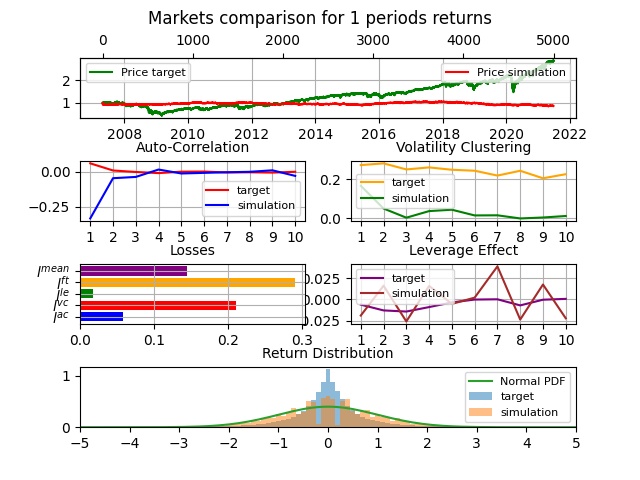 Markets comparison for 1 periods returns
0 1000 2000 3000 4000 5000
Price target
Price simulation
2
1
2008 2010 2012 2014 2016 2018 2020 2022
Auto-Correlation
0.00
−0.25
target
simulation
1 2 3 4 5 6 7 8 9 10
Volatility Clustering
0.2
0.0
target
simulation
1 2 3 4 5 6 7 8 9 10
Losses
l^mean
l^ft
l^le
l^vc
l^ac
0.0 0.1 0.2 0.3
Leverage Effect
0.025
0.000
0.025
target
simulation
1 2 3 4 5 6 7 8 9 10
Return Distribution
1
0
Normal PDF
target
simulation
−5 −4 −3 −2 −1 0 1 2 3 4 5